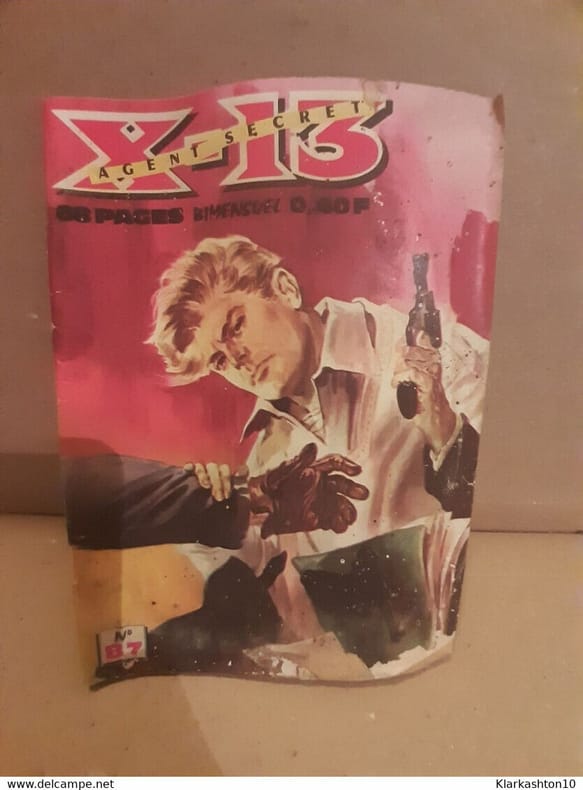 X-13
AGENT SECRET
68 PAGES BIMENSUEL 0,60 F
N°
87
www.delcampe.net
Klarkashton10